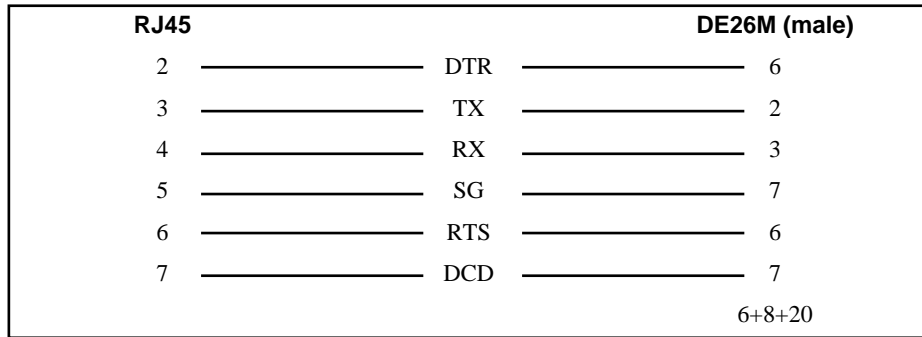 RJ45 DE26M (male)
2 DTR 6
3 TX 2
4 RX 3
5 SG 7
6 RTS 6
7 DCD 7
6+8+20